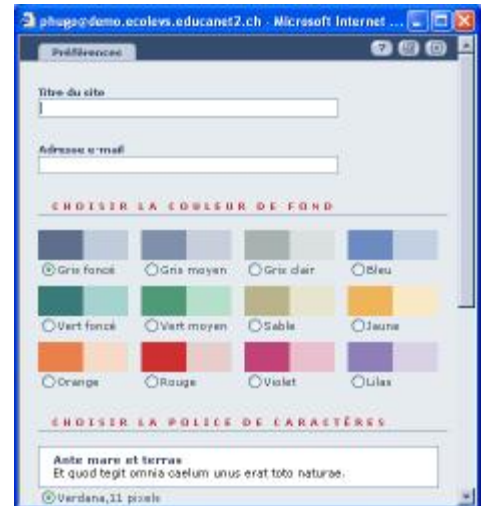 phugo@demo.ecolevs.educanet2.ch - Microsoft Internet ...
Préférences
?
Titre du site
Adresse e-mail
CHOISIR LA COULEUR DE FOND
Gris foncé Gris moyen Gris clair Bleu
Vert foncé Vert moyen Sable Jaune
Orange Rouge Violet Lilas
CHOISIR LA POLICE DE CARACTÈRES
Ante mare et terras
Et quod tegit omnia caelum unus erat toto naturae.
Verdana,11 pixels